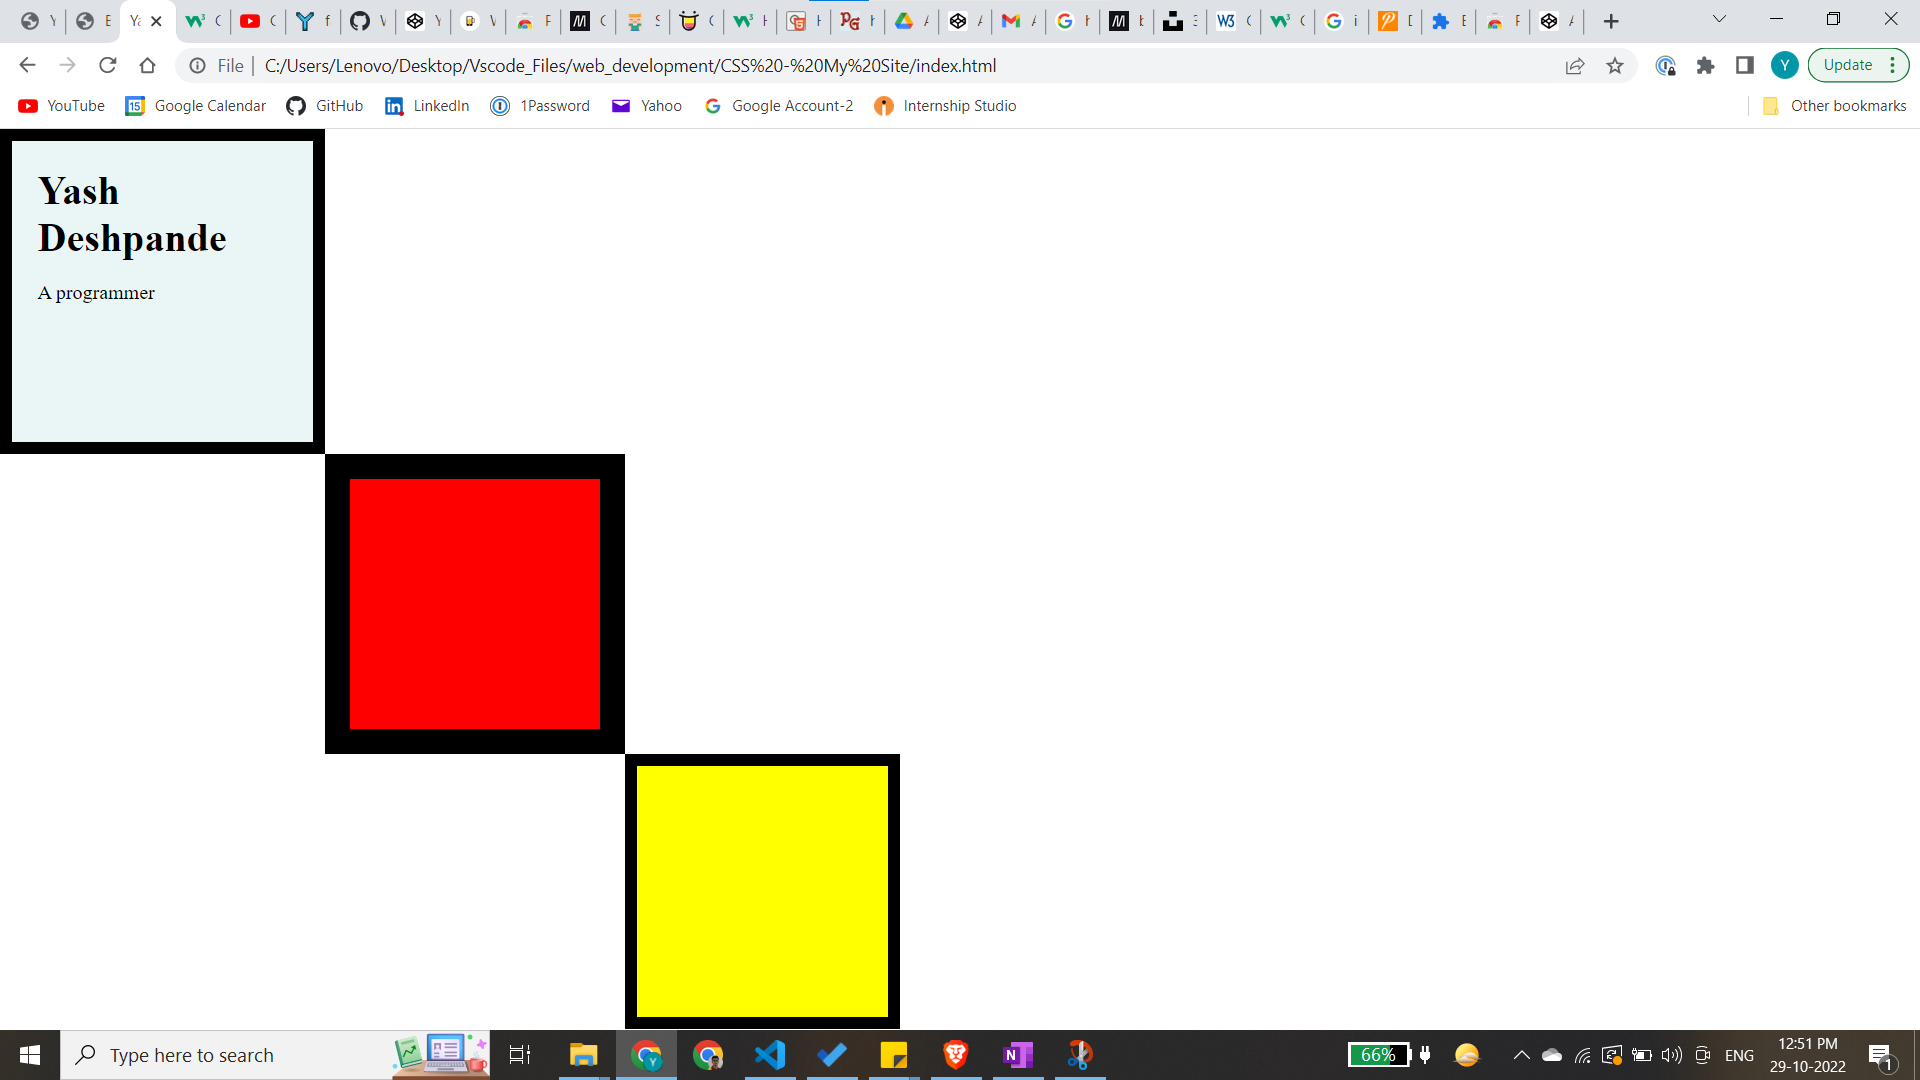 Update
File
C:/Users/Lenovo/Desktop/Vscode_Files/web_development/CSS%20-%20My%20Site/index.html
Y
YouTube
Google Calendar
GitHub
LinkedIn
1Password
Yahoo
Google Account-2
Internship Studio
Other bookmarks
Yash
Deshpande
A programmer
Type here to search
66%
ENG
12:51 PM
29-10-2022
1